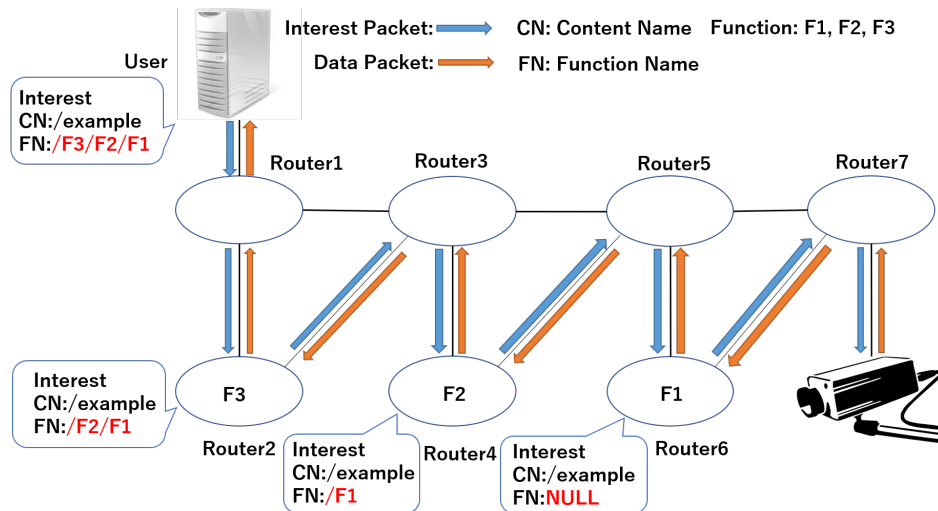 Interest Packet: CN: Content Name Function: F1, F2, F3
Data Packet: FN: Function Name
User
Interest
CN:/example
FN:/F3/F2/F1
Router1
Router3
Router5
Router7
F3
F2
F1
Interest
CN:/example
FN:/F2/F1
Router2
Router4
Router6
Interest
CN:/example
FN:/F1
Interest
CN:/example
FN:NULL